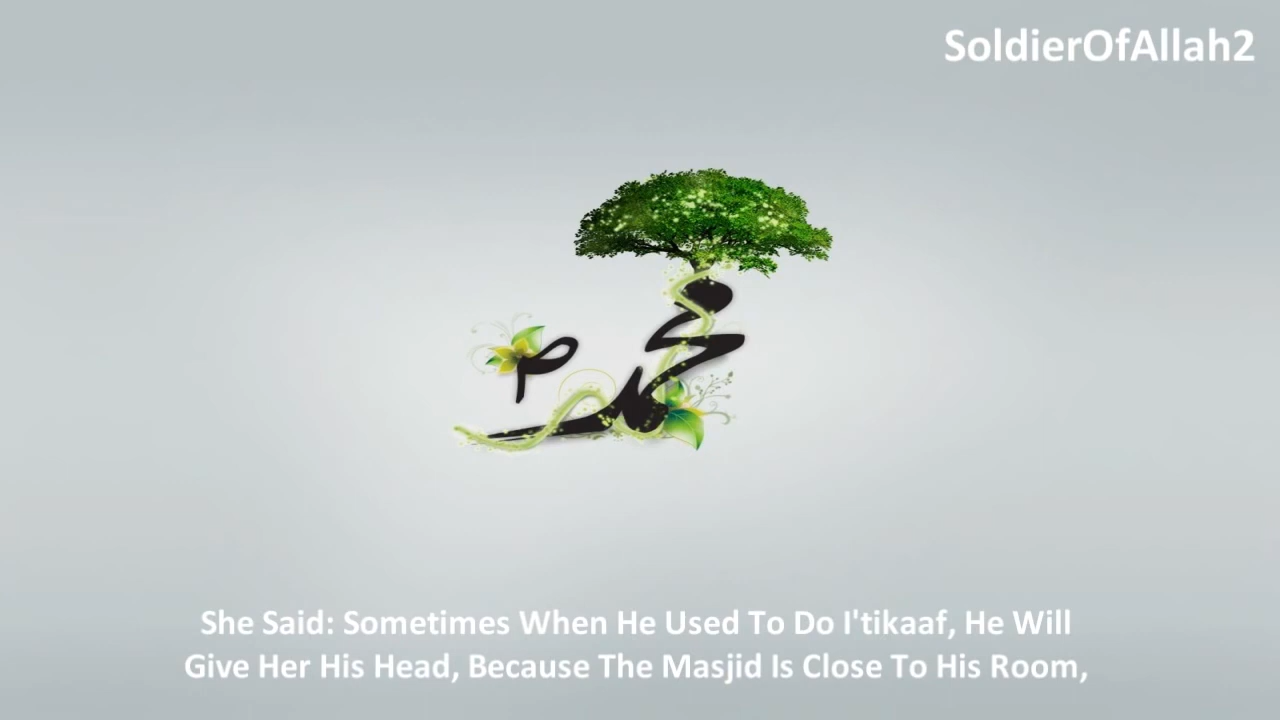 SoldierOfAllah2
محمد
She Said: Sometimes When He Used To Do I'tikaaf, He Will
Give Her His Head, Because The Masjid Is Close To His Room,